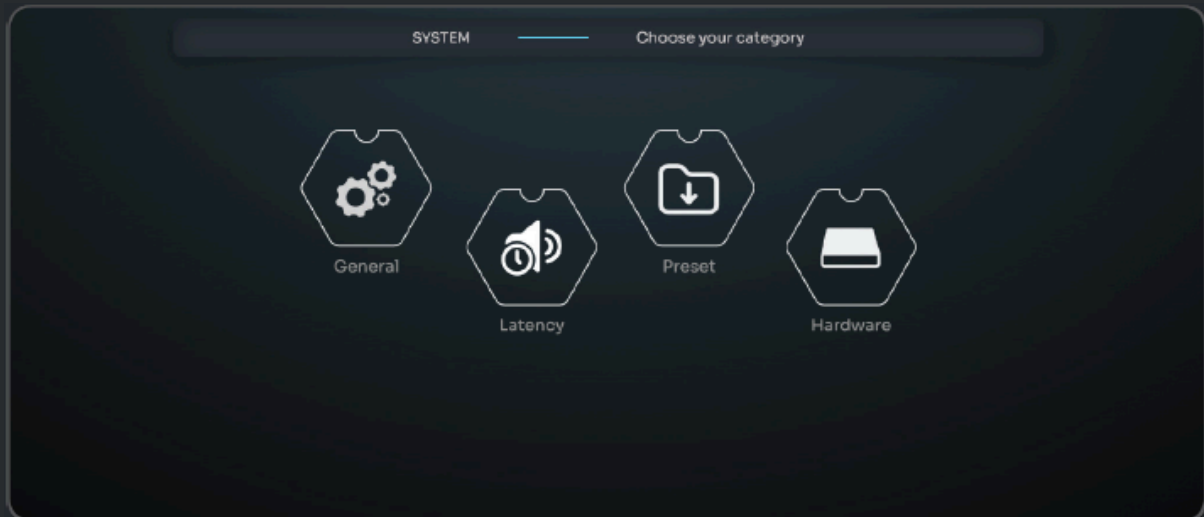 SYSTEM Choose your category
General
Latency
Preset
Hardware